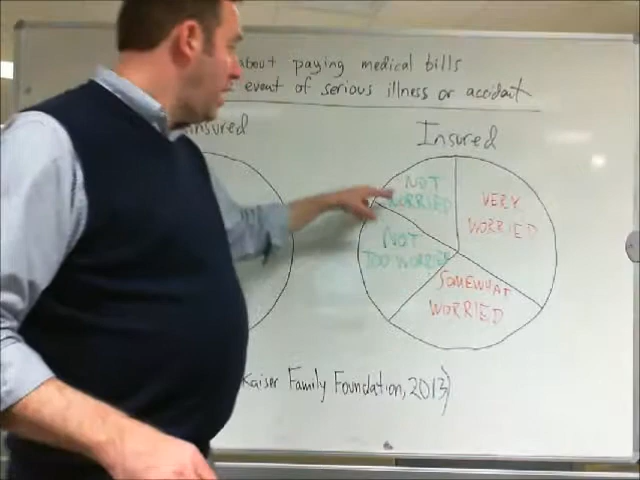 about paying medical bills
event of serious illness or accident
Insured
NOT
WORRIED
VERY
WORRIED
NOT
TOO WORRIED
SOMEWHAT
WORRIED
Kaiser Family Foundation, 2013)